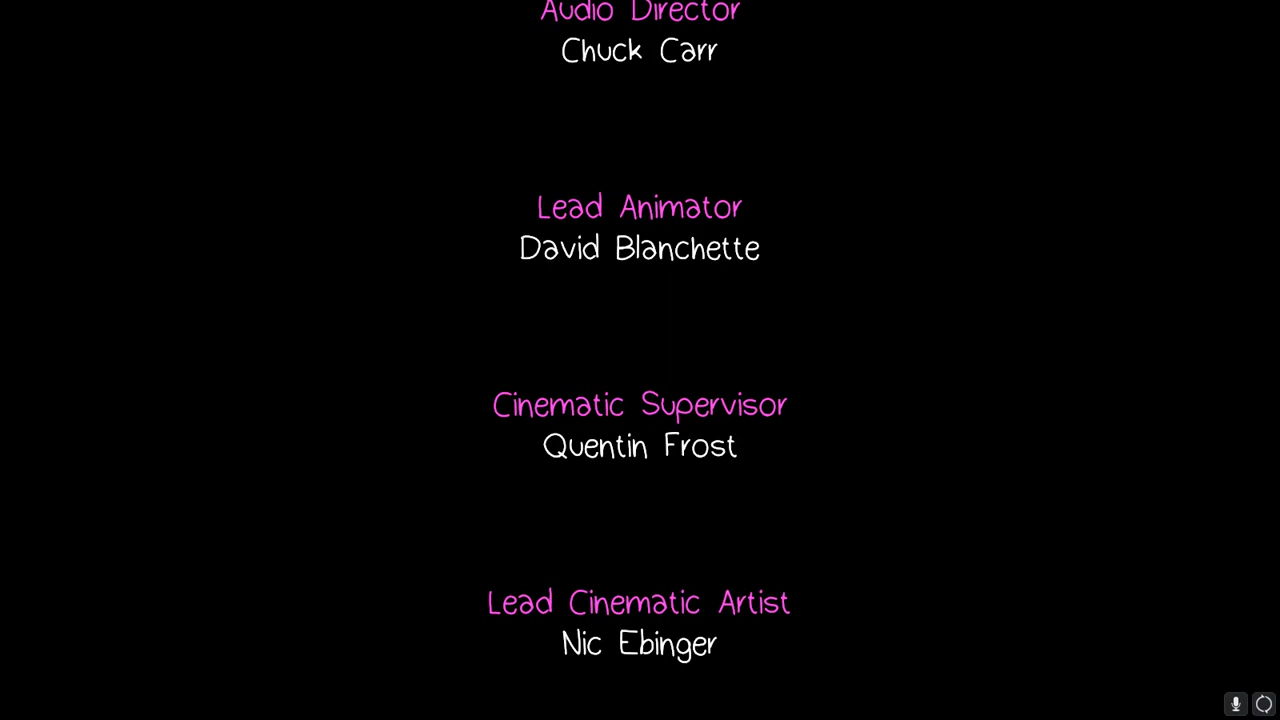 Audio Director
Chuck Carr
Lead Animator
David Blanchette
Cinematic Supervisor
Quentin Frost
Lead Cinematic Artist
Nic Ebinger